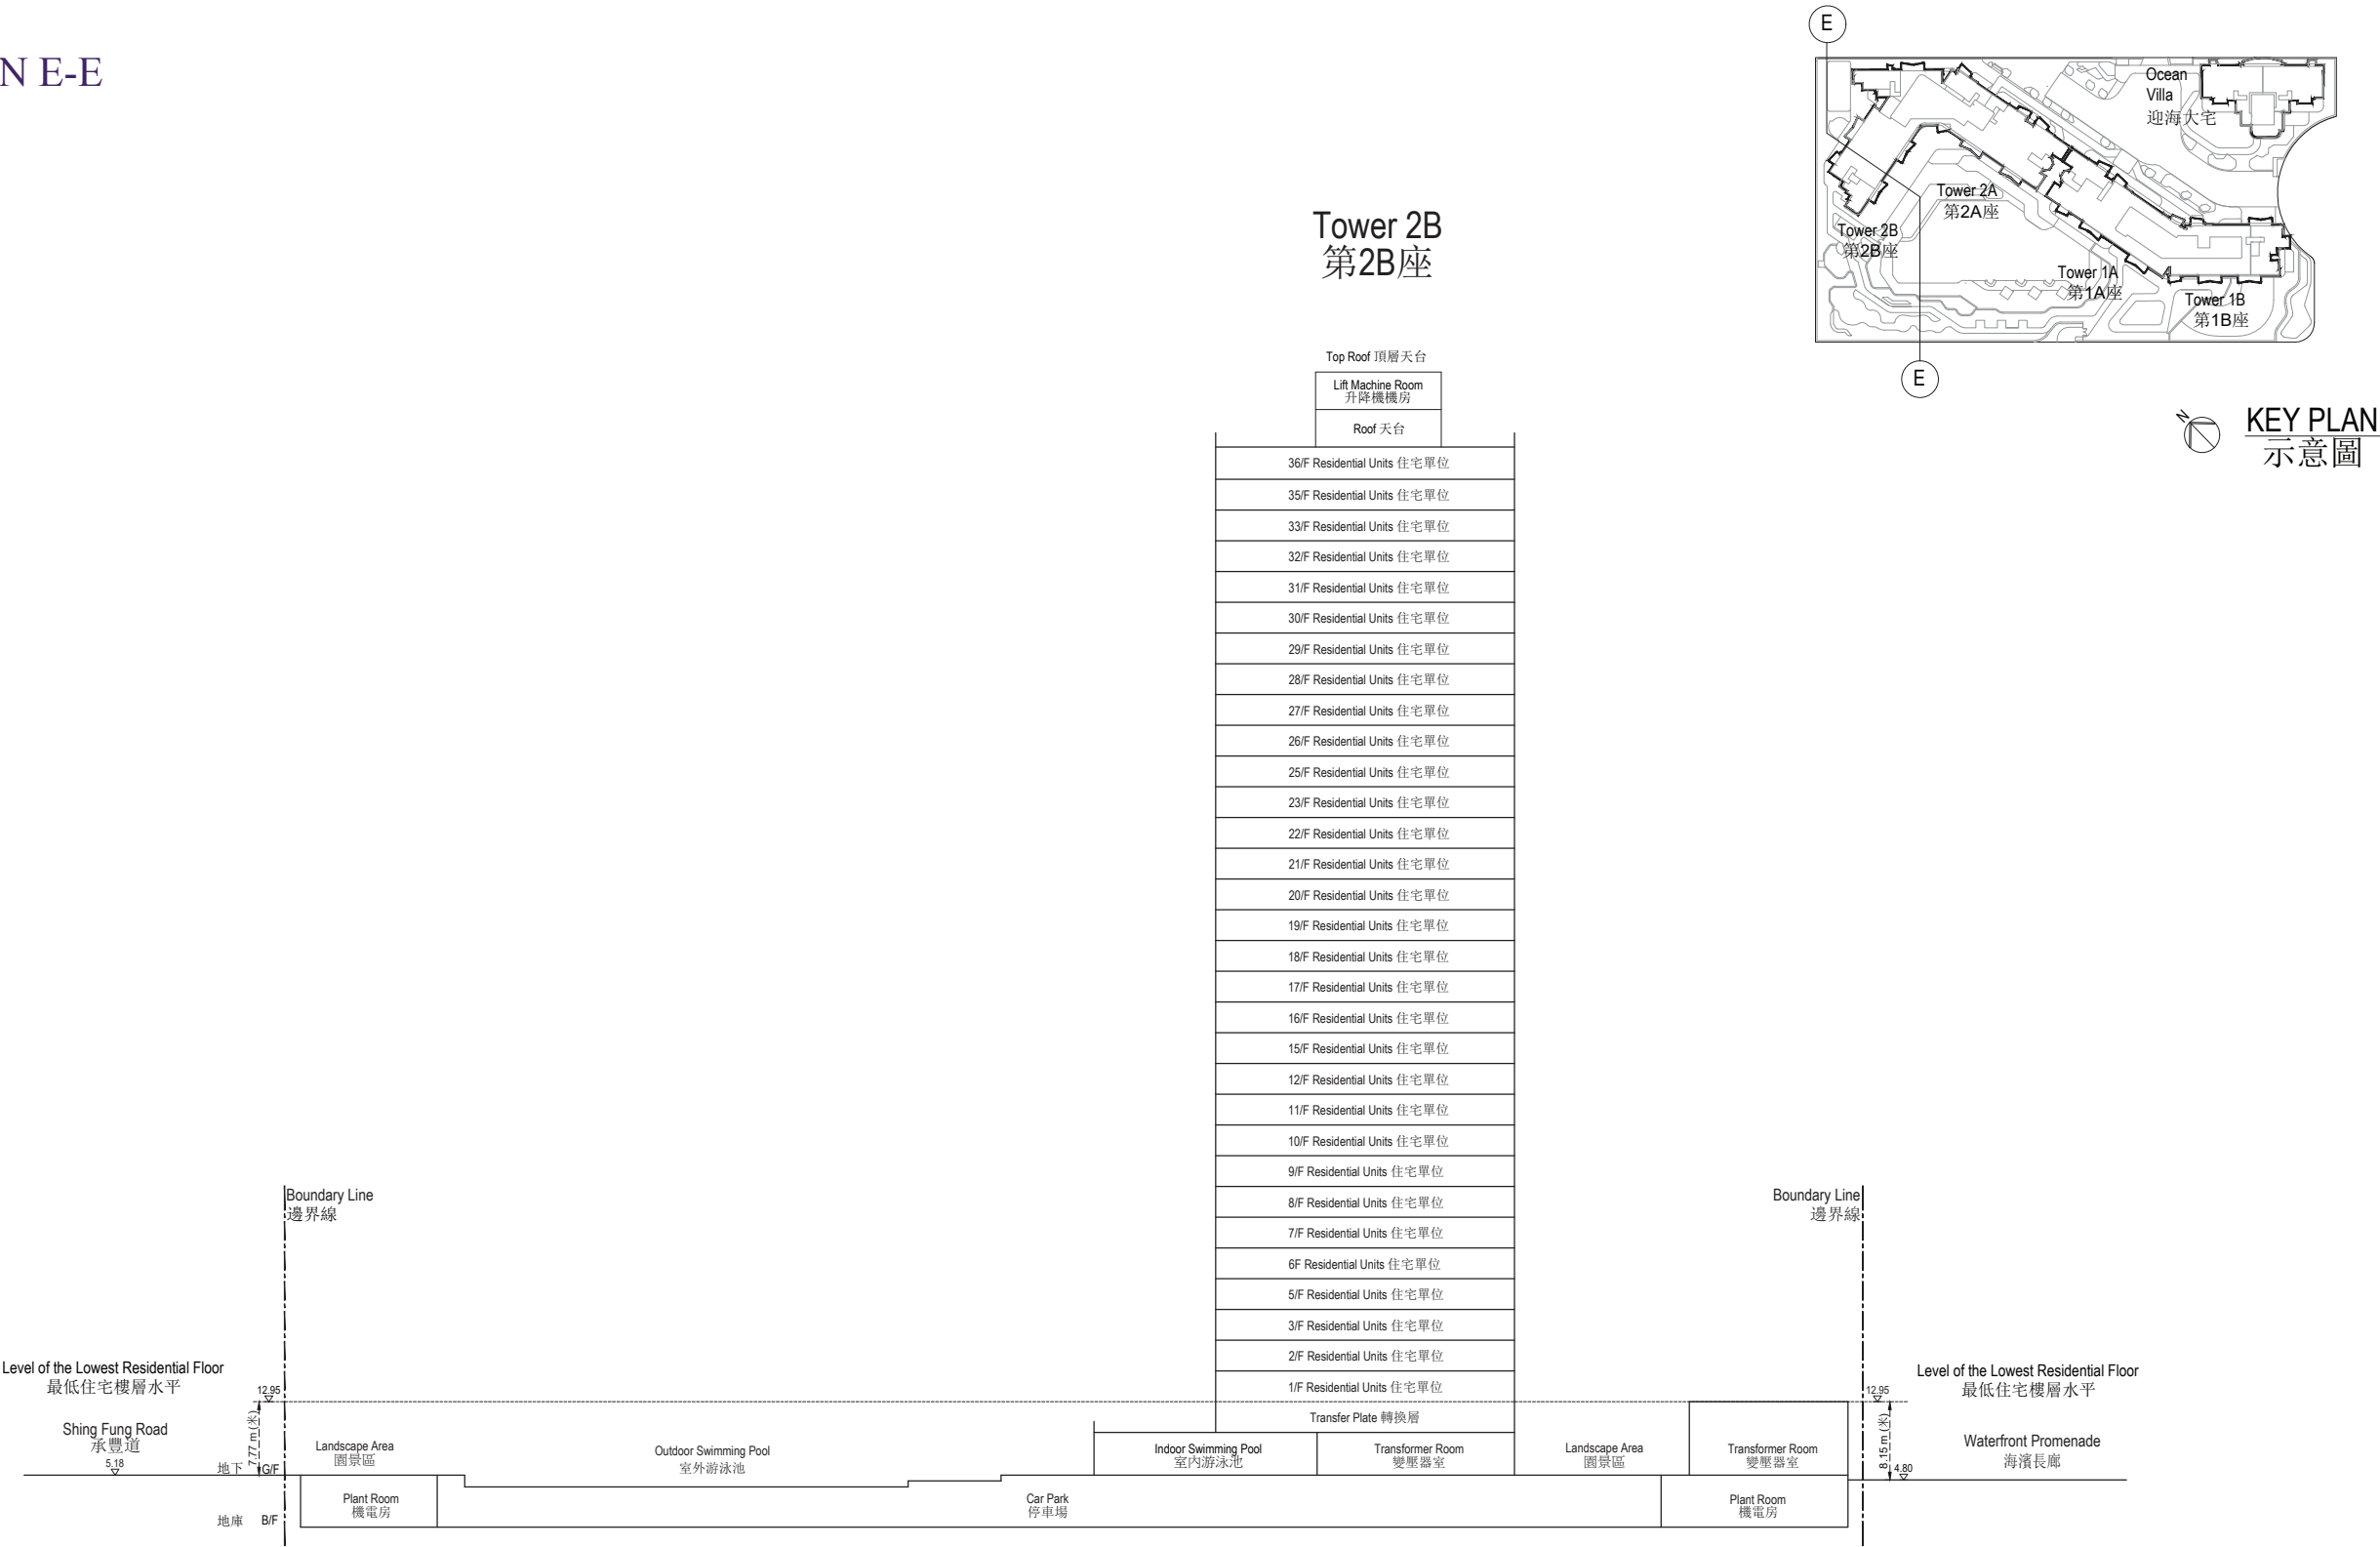 N E-E
E
Ocean
Villa
迎海大宅
Tower 2A
第2A座
Tower 2B
第2B座
Tower 1A
第1A座
Tower 1B
第1B座
E
N
KEY PLAN
示意圖
Tower 2B
第2B座
Top Roof 頂層天台
Lift Machine Room
升降機機房
Roof 天台
36/F Residential Units 住宅單位
35/F Residential Units 住宅單位
33/F Residential Units 住宅單位
32/F Residential Units 住宅單位
31/F Residential Units 住宅單位
30/F Residential Units 住宅單位
29/F Residential Units 住宅單位
28/F Residential Units 住宅單位
27/F Residential Units 住宅單位
26/F Residential Units 住宅單位
25/F Residential Units 住宅單位
23/F Residential Units 住宅單位
22/F Residential Units 住宅單位
21/F Residential Units 住宅單位
20/F Residential Units 住宅單位
19/F Residential Units 住宅單位
18/F Residential Units 住宅單位
17/F Residential Units 住宅單位
16/F Residential Units 住宅單位
15/F Residential Units 住宅單位
12/F Residential Units 住宅單位
11/F Residential Units 住宅單位
10/F Residential Units 住宅單位
9/F Residential Units 住宅單位
8/F Residential Units 住宅單位
7/F Residential Units 住宅單位
6F Residential Units 住宅單位
5/F Residential Units 住宅單位
3/F Residential Units 住宅單位
2/F Residential Units 住宅單位
1/F Residential Units 住宅單位
Transfer Plate 轉換層
Boundary Line
邊界線
Boundary Line
邊界線
Level of the Lowest Residential Floor
最低住宅樓層水平
12.95
7.77 m (米)
Shing Fung Road
承豐道
5.18
地下 G/F
地庫 B/F
Landscape Area
園景區
Plant Room
機電房
Outdoor Swimming Pool
室外游泳池
Car Park
停車場
Indoor Swimming Pool
室內游泳池
Transformer Room
變壓器室
Landscape Area
園景區
Transformer Room
變壓器室
Plant Room
機電房
Level of the Lowest Residential Floor
最低住宅樓層水平
12.95
8.15 m (米)
4.80
Waterfront Promenade
海濱長廊